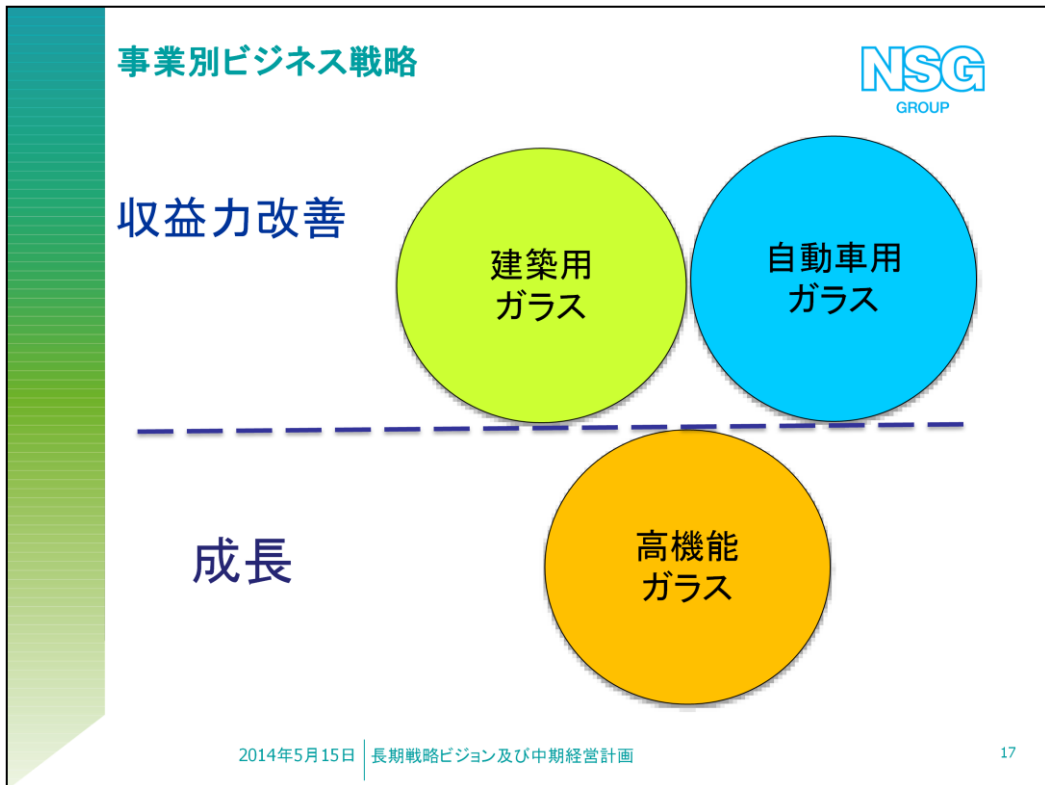 事業別ビジネス戦略
NSG
GROUP
収益力改善
建築用
ガラス
自動車用
ガラス
成長
高機能
ガラス
2014年5月15日
長期戦略ビジョン及び中期経営計画
17